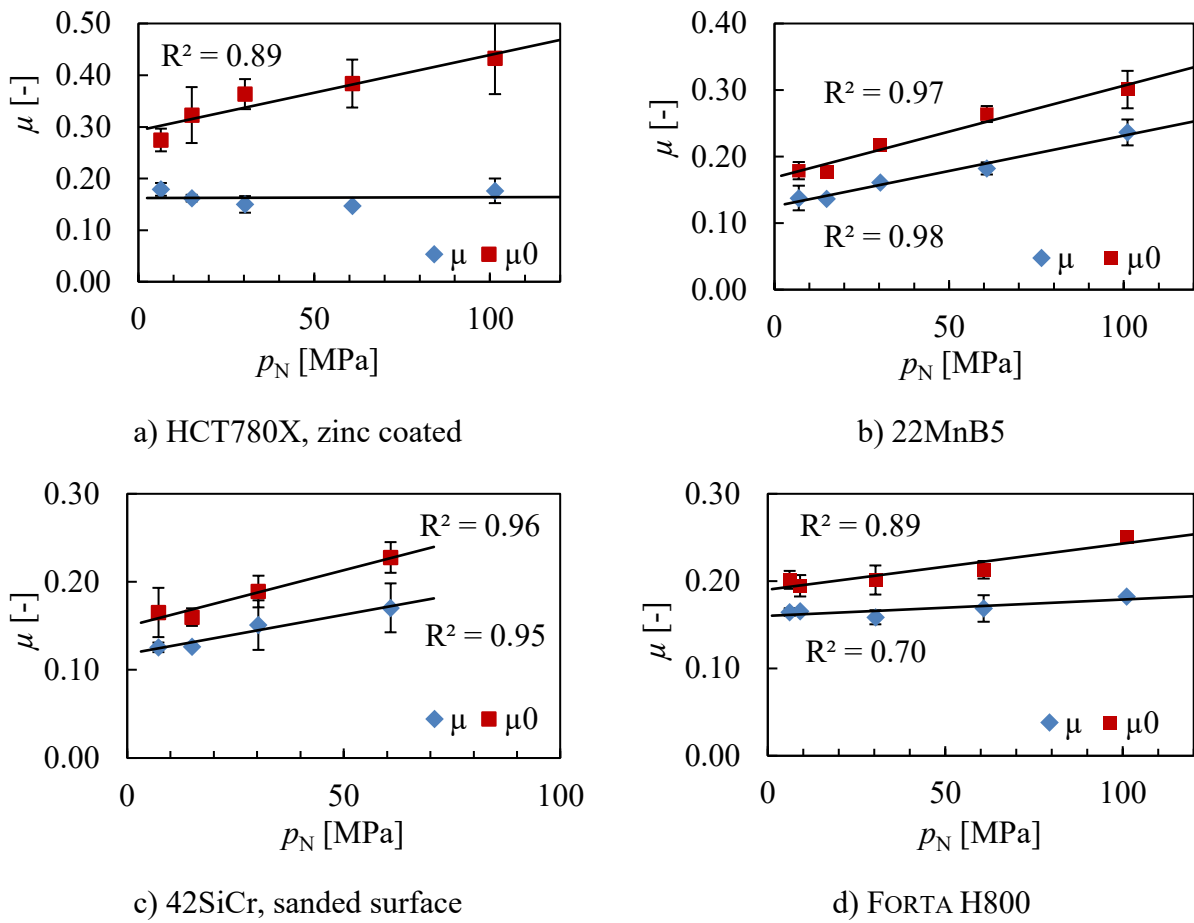 0.50
0.40
0.30
0.20
0.10
0.00
μ [-]
R² = 0.89
μ μ0
0 50 100
pN [MPa]
a) HCT780X, zinc coated
0.40
0.30
0.20
0.10
0.00
μ [-]
R² = 0.97
R² = 0.98
μ μ0
0 50 100
pN [MPa]
b) 22MnB5
0.30
0.20
0.10
0.00
μ [-]
R² = 0.96
R² = 0.95
μ μ0
0 50 100
pN [MPa]
c) 42SiCr, sanded surface
0.30
0.20
0.10
0.00
μ [-]
R² = 0.89
R² = 0.70
μ μ0
0 50 100
pN [MPa]
d) FORTA H800